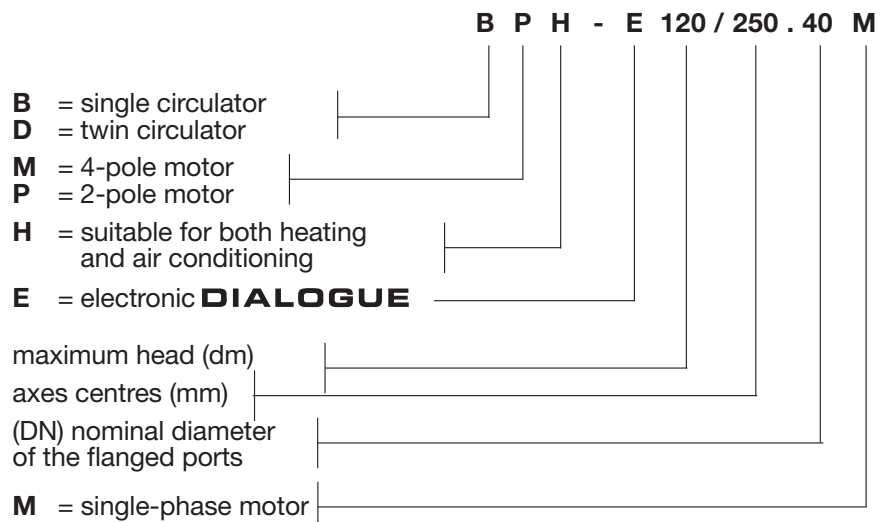 B P H - E 120 / 250 . 40 M
B = single circulator
D = twin circulator
M = 4-pole motor
P = 2-pole motor
H = suitable for both heating
and air conditioning
E = electronic DIALOGUE
maximum head (dm)
axes centres (mm)
(DN) nominal diameter
of the flanged ports
M = single-phase motor